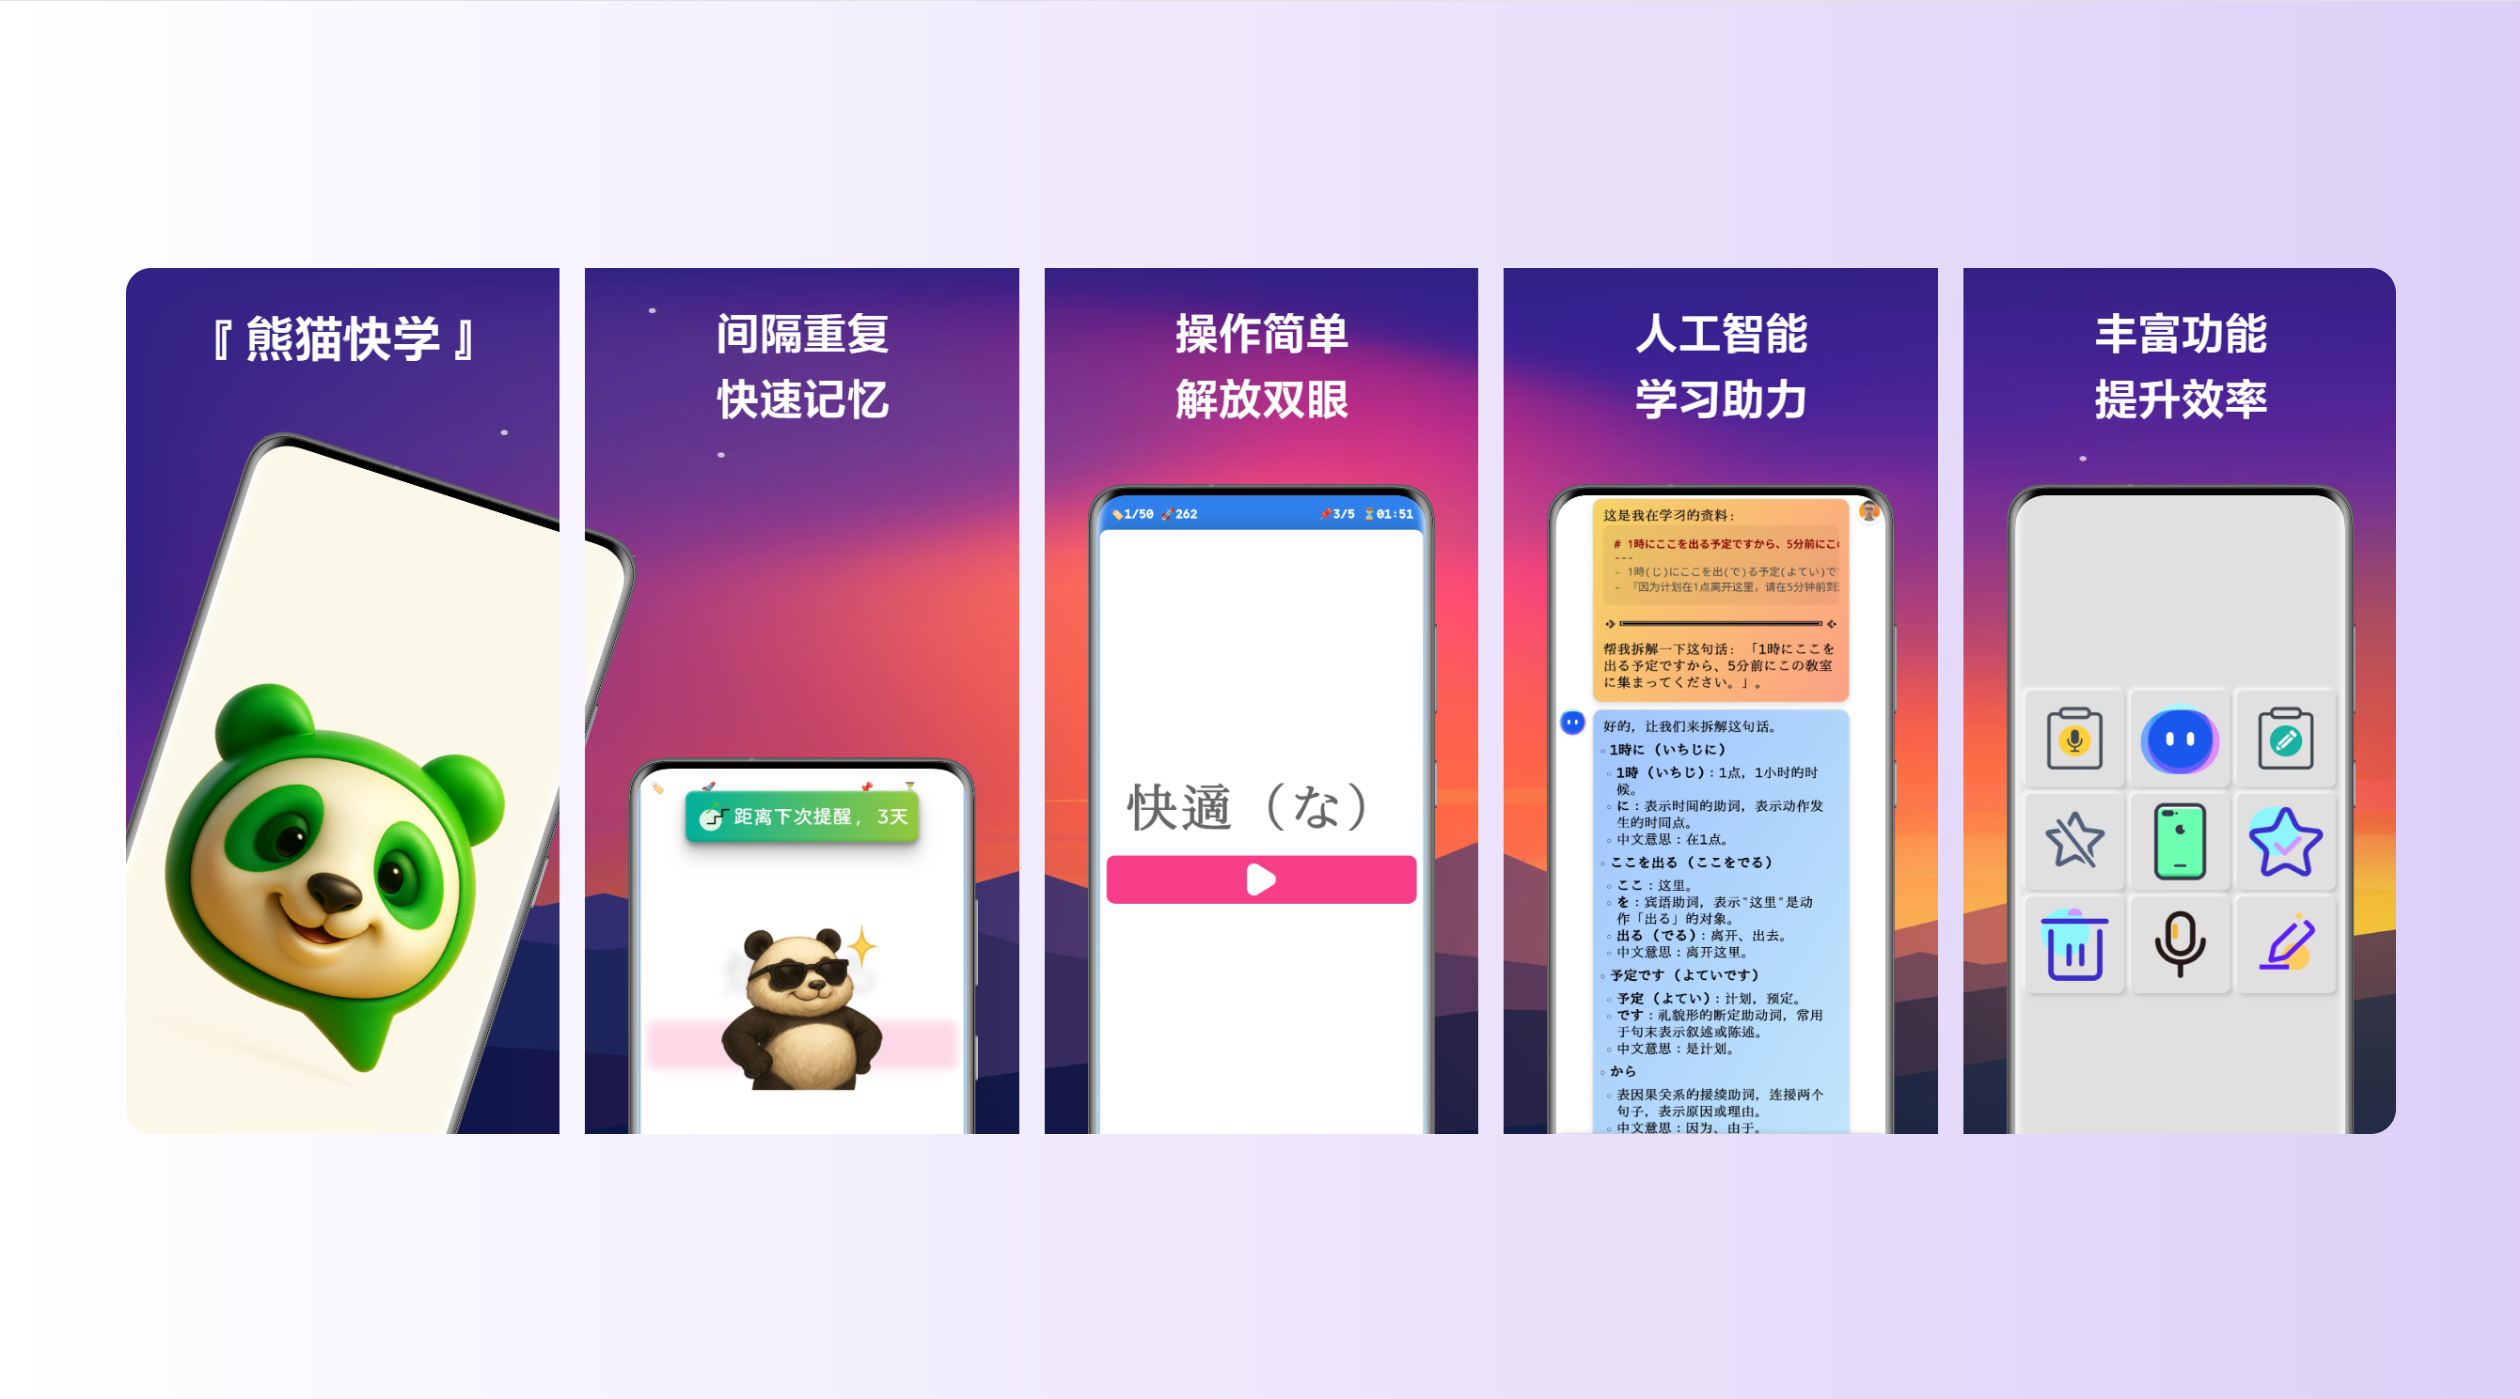 『熊猫快学』
间隔重复
快速记忆
距离下次提醒，3天
操作简单
解放双眼
1/50 262 3/5 01:51
快適（な）
人工智能
学习助力
这是我在学习的资料：
# 1時にここを出る予定ですから、5分前にこ
---
- 1時(じ)にここを出(で)る予定(よてい)で
- 『因为计划在1点离开这里，请在5分钟前到
帮我拆解一下这句话：「1時にここを
出る予定ですから、5分前にこの教室
に集まってください。」。
好的，让我们来拆解这句话。
1時に（いちじに）
1時（いちじ）：1点，1小时的时
候。
に：表示时间的助词，表示动作发
生的时间点。
中文意思：在1点。
ここを出る（ここをでる）
ここ：这里。
を：宾语助词，表示“这里”是动
作「出る」的对象。
出る（でる）：离开、出去。
中文意思：离开这里。
予定です（よていです）
予定（よてい）：计划，预定。
です：礼貌形的断定助动词，常用
于句末表示叙述或陈述。
中文意思：是计划。
から
表因果关系的接续助词，连接两个
句子，表示原因或理由。
中文意思：因为、由于。
丰富功能
提升效率